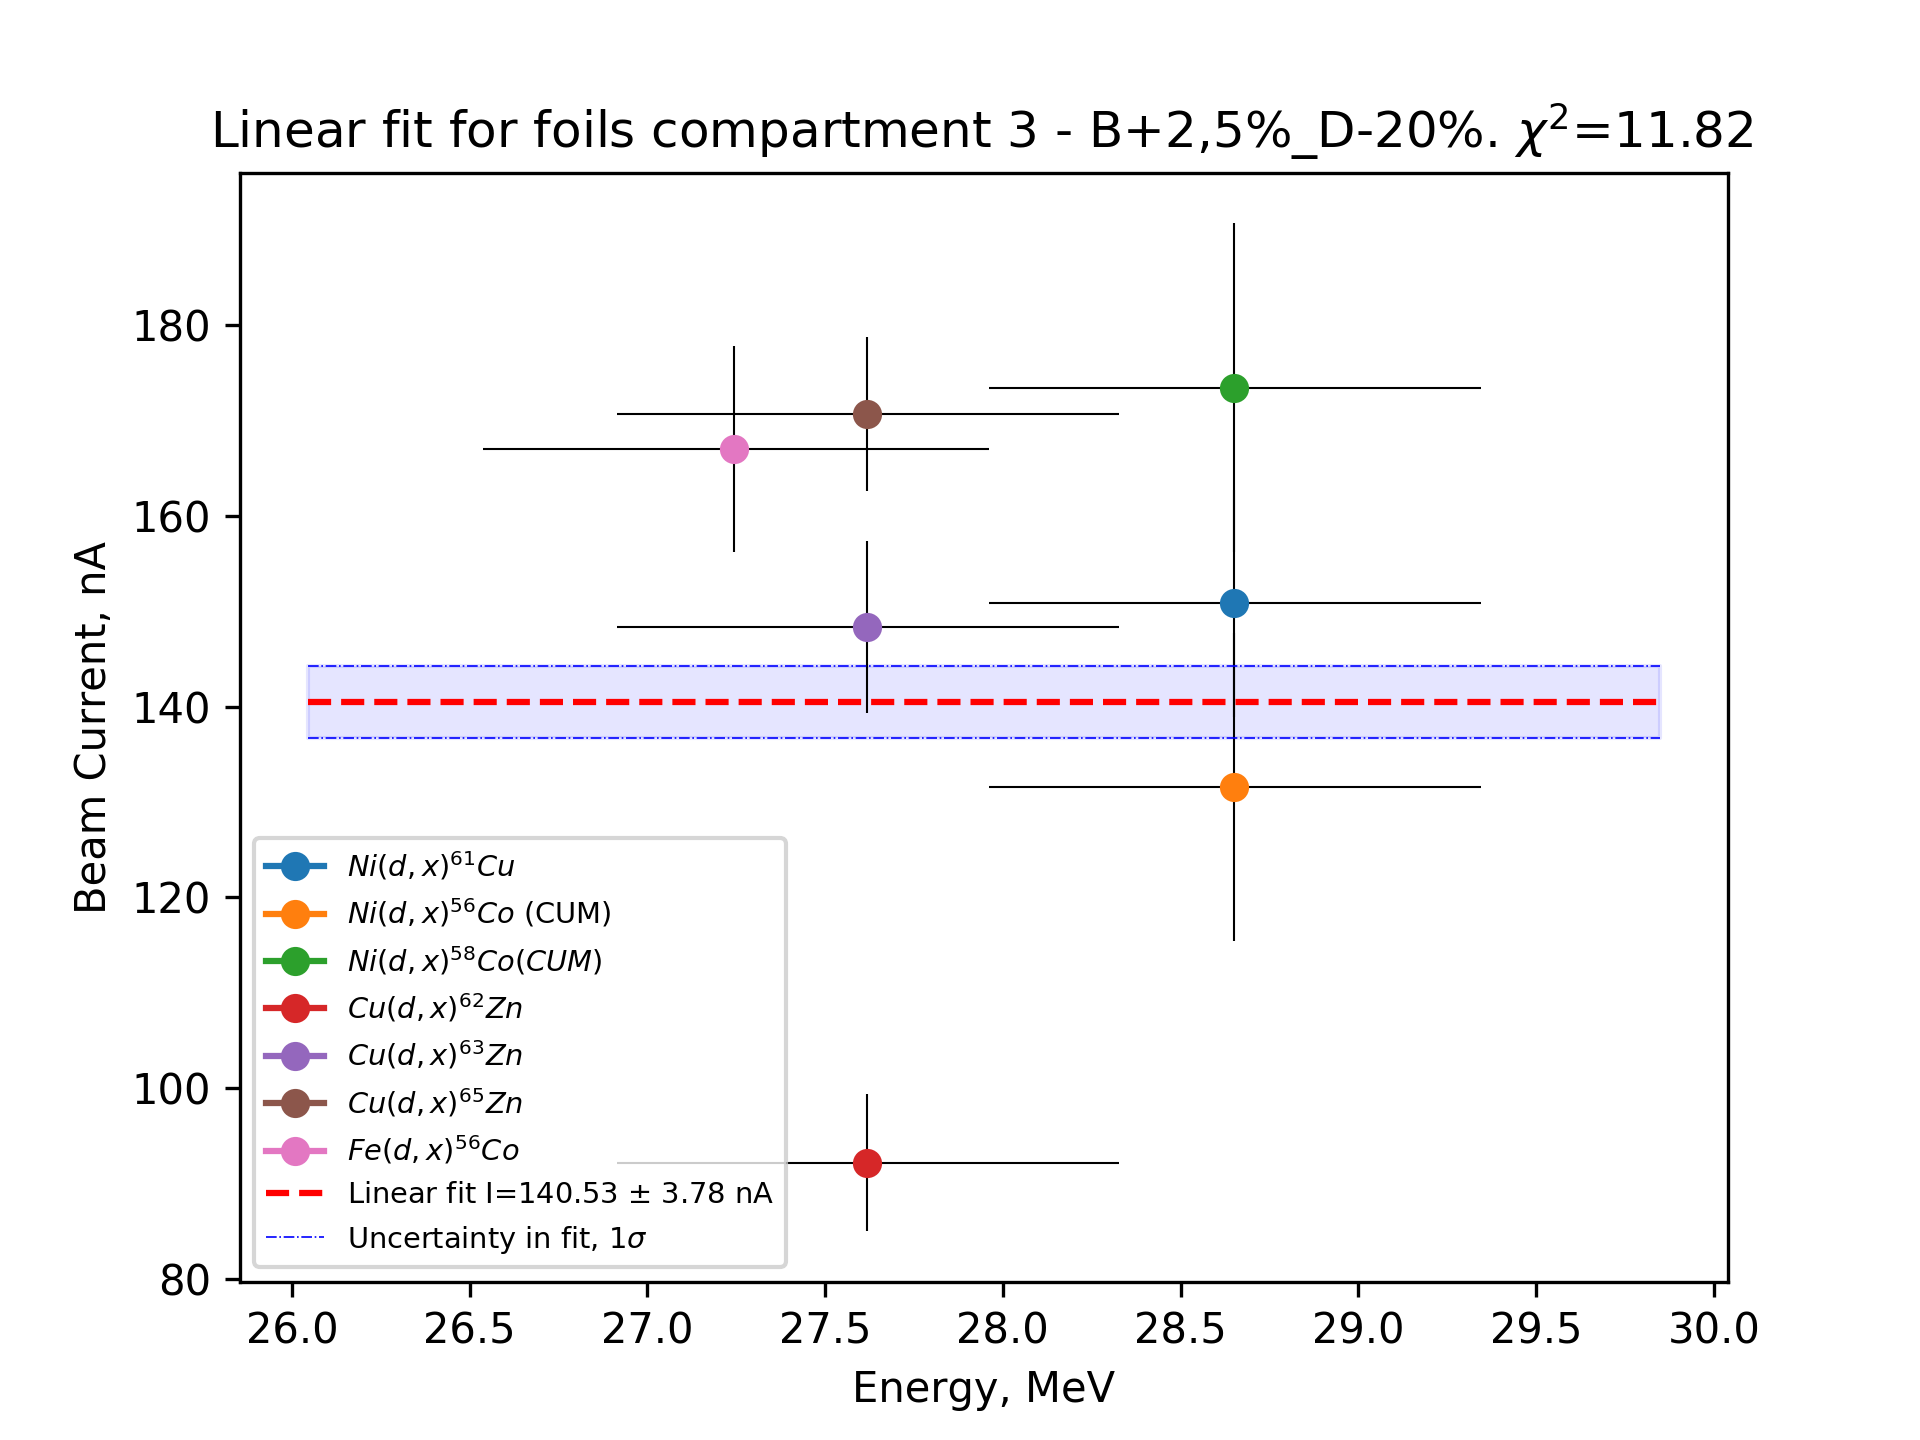 Linear fit for foils compartment 3 - B+2,5%_D-20%. χ²=11.82
Beam Current, nA
180
160
140
120
100
80
Ni(d, x)⁶¹Cu
Ni(d, x)⁵⁶Co (CUM)
Ni(d, x)⁵⁸Co(CUM)
Cu(d, x)⁶²Zn
Cu(d, x)⁶³Zn
Cu(d, x)⁶⁵Zn
Fe(d, x)⁵⁶Co
Linear fit I=140.53 ± 3.78 nA
Uncertainty in fit, 1σ
26.0 26.5 27.0 27.5 28.0 28.5 29.0 29.5 30.0
Energy, MeV